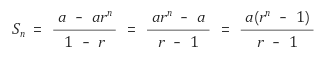 Sₙ = (a − arⁿ)/(1 − r) = (arⁿ − a)/(r − 1) = a(rⁿ − 1)/(r − 1)